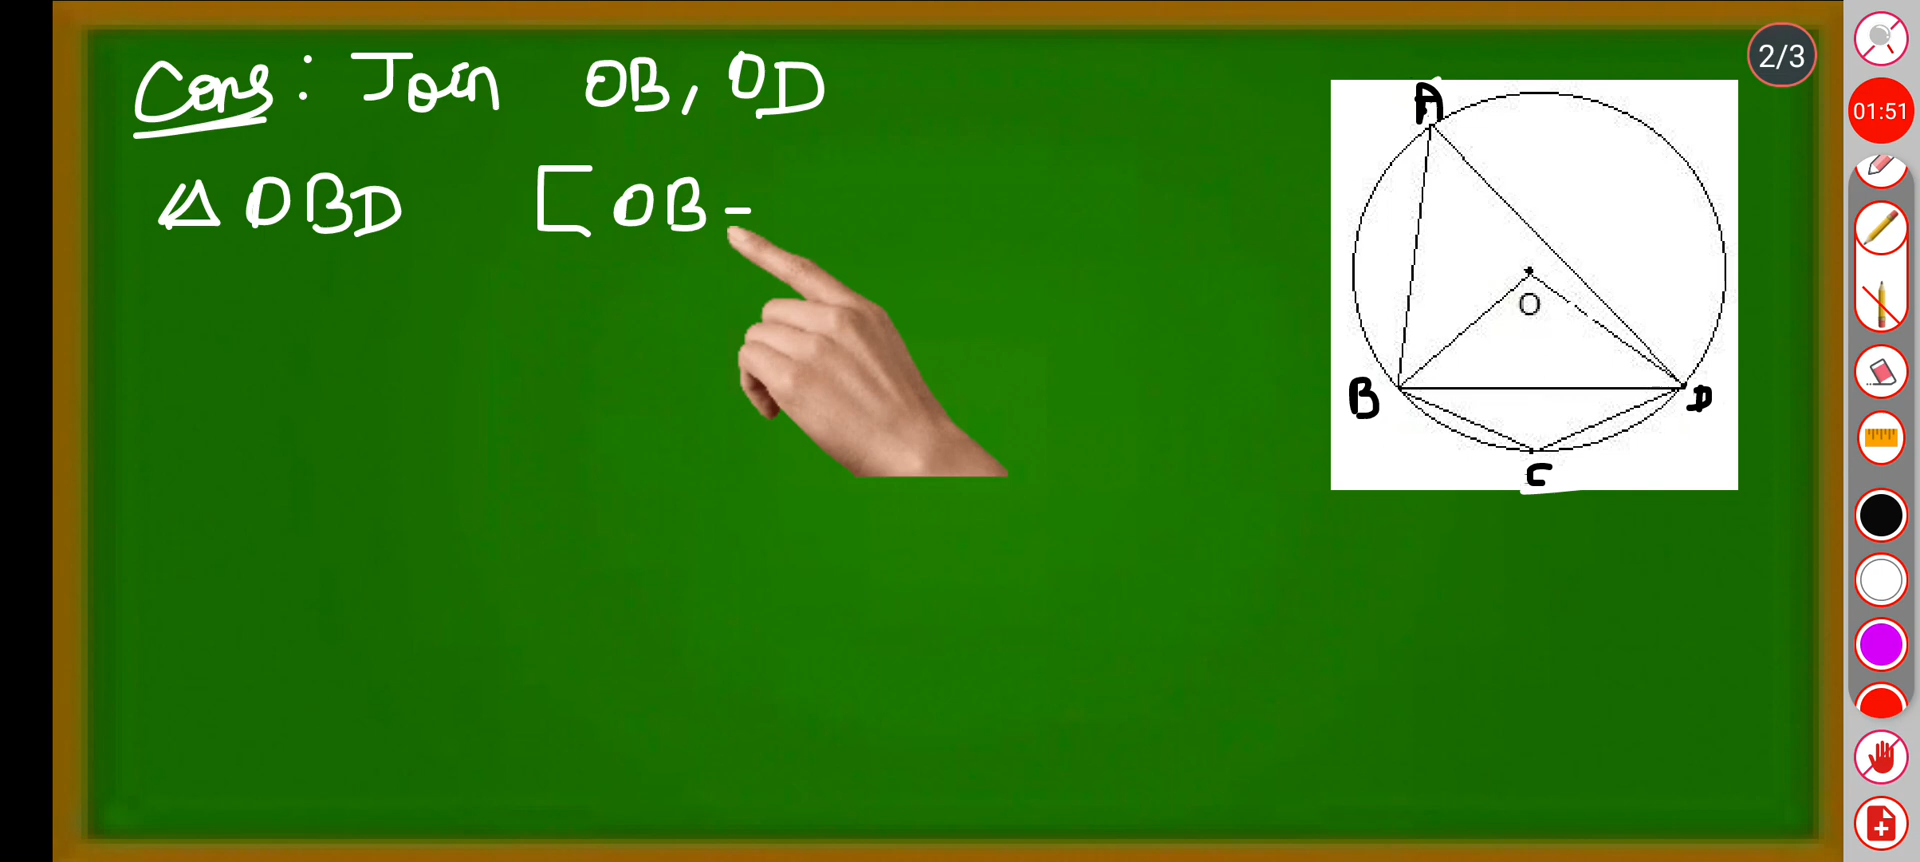 Cons : Join OB, OD
△ OBD [ OB =
2/3
01:51
A
O
B
D
C